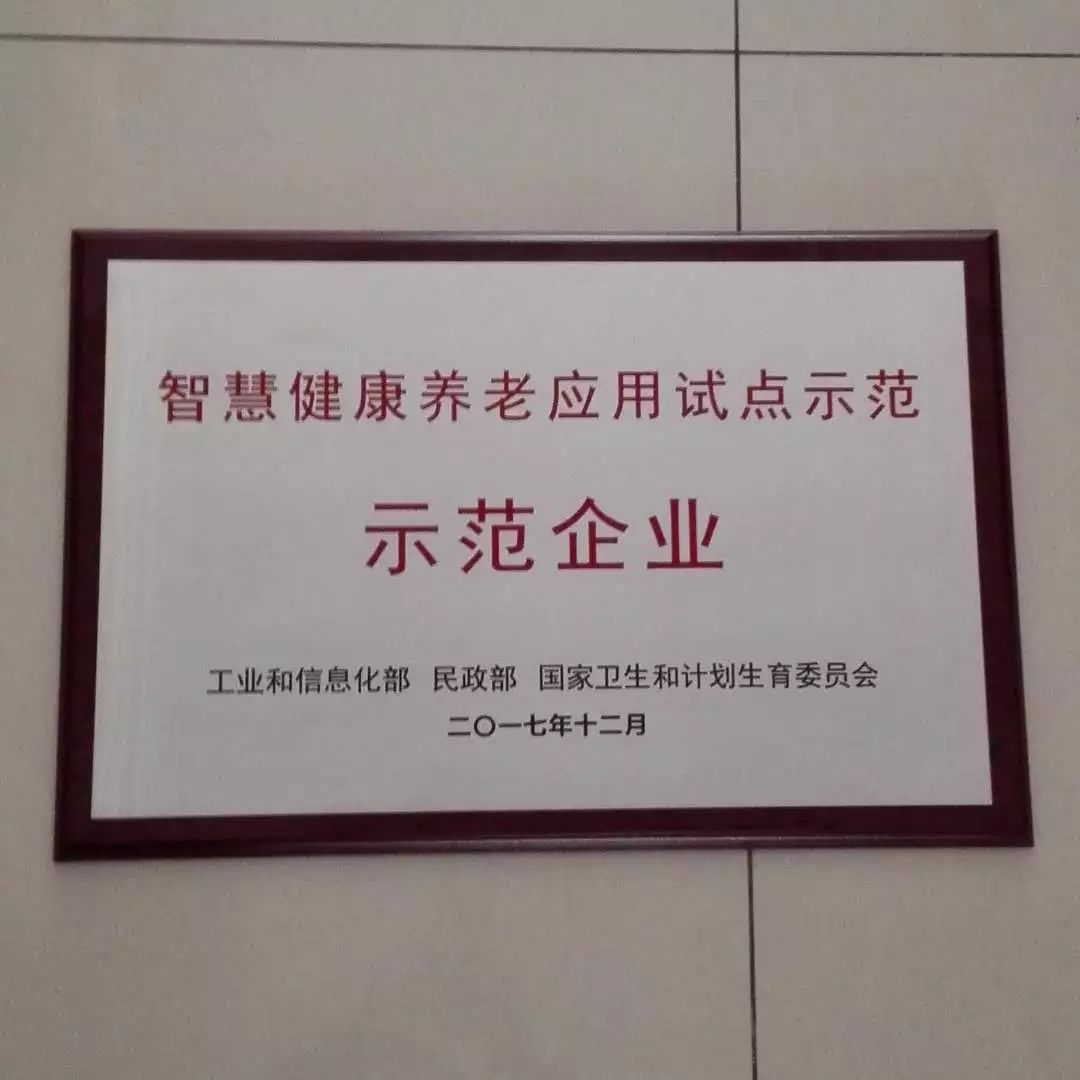 智慧健康养老应用试点示范
示范企业
工业和信息化部 民政部 国家卫生和计划生育委员会
二〇一七年十二月